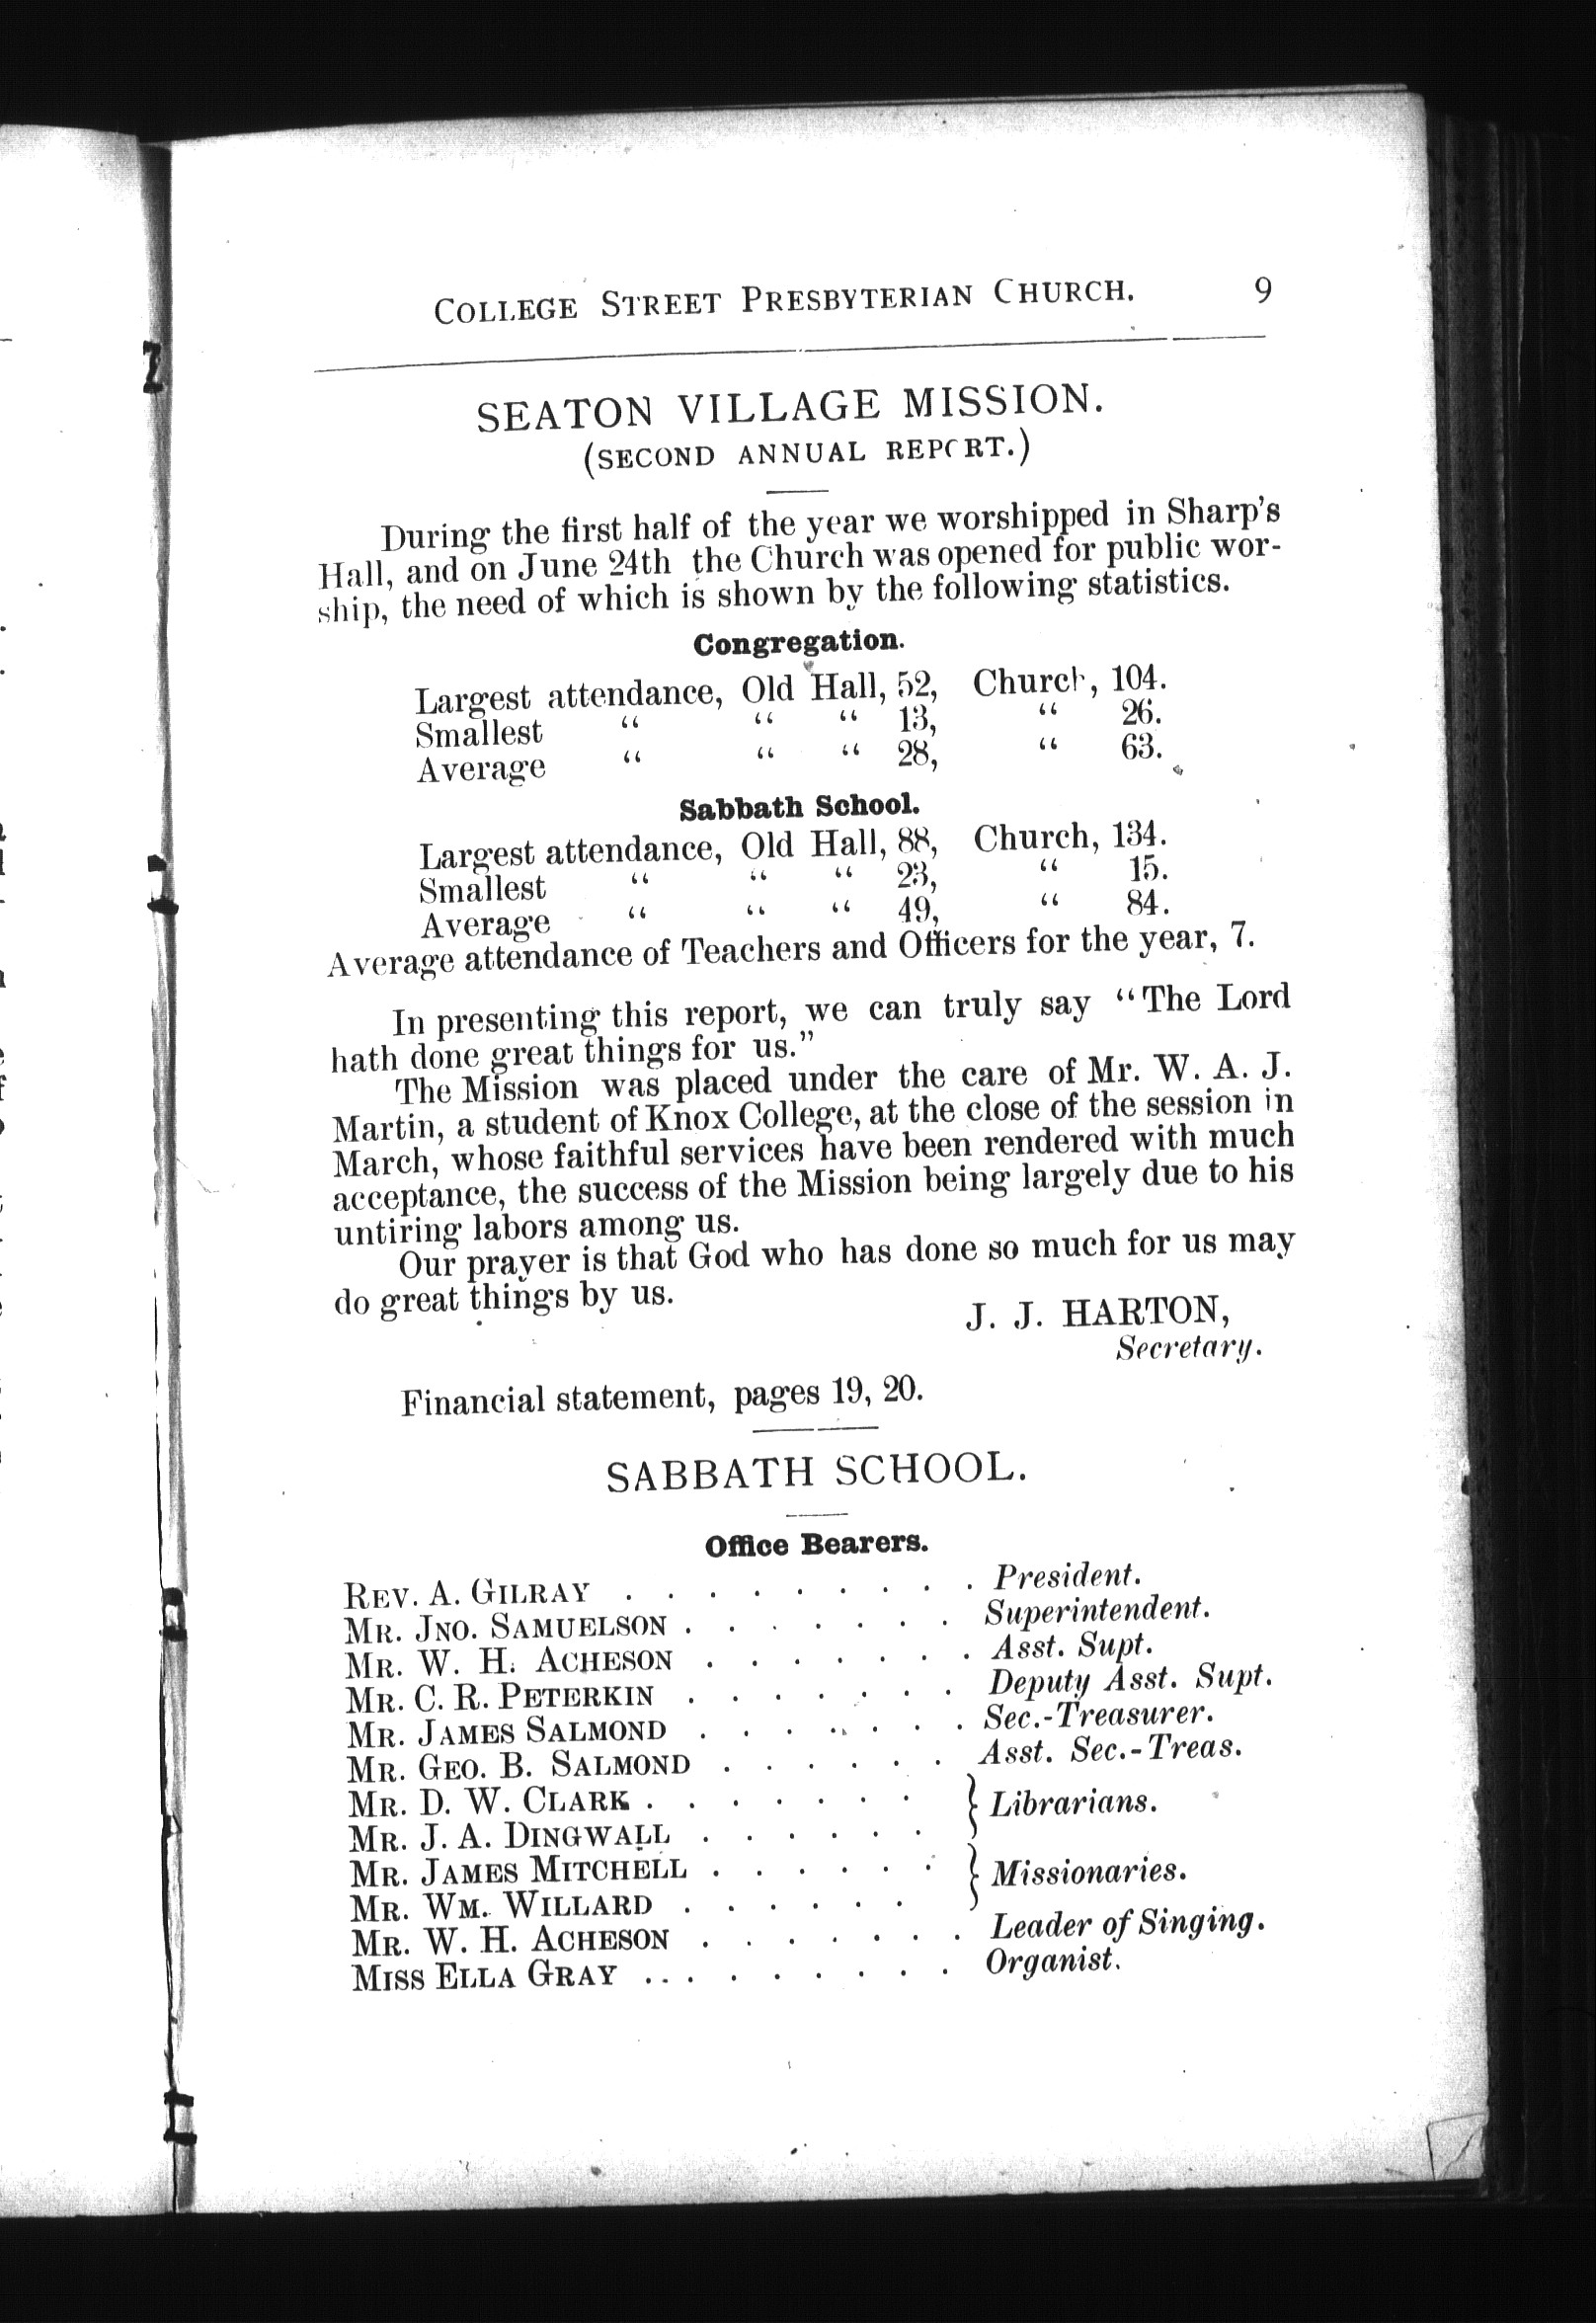 COLLEGE STREET PRESBYTERIAN CHURCH. 9
SEATON VILLAGE MISSION.
(SECOND ANNUAL REPORT.)
During the first half of the year we worshipped in Sharp's
Hall, and on June 24th the Church was opened for public wor-
ship, the need of which is shown by the following statistics.
Congregation.
Largest attendance, Old Hall, 52, Church, 104.
Smallest " " " 13, " 26.
Average " " " 28, " 63.
Sabbath School.
Largest attendance, Old Hall, 88, Church, 134.
Smallest " " " 23, " 15.
Average " " " 49, " 84.
Average attendance of Teachers and Officers for the year, 7.
In presenting this report, we can truly say "The Lord
hath done great things for us."
The Mission was placed under the care of Mr. W. A. J.
Martin, a student of Knox College, at the close of the session in
March, whose faithful services have been rendered with much
acceptance, the success of the Mission being largely due to his
untiring labors among us.
Our prayer is that God who has done so much for us may
do great things by us.
J. J. HARTON,
Secretary.
Financial statement, pages 19, 20.
SABBATH SCHOOL.
Office Bearers.
REV. A. GILRAY . . . . . . . . . President.
MR. JNO. SAMUELSON . . . . . . . Superintendent.
MR. W. H. ACHESON . . . . . . . Asst. Supt.
MR. C. R. PETERKIN . . . . . . . Deputy Asst. Supt.
MR. JAMES SALMOND . . . . . . . Sec.-Treasurer.
MR. GEO. B. SALMOND . . . . . . Asst. Sec.-Treas.
MR. D. W. CLARK . . . . . . . } Librarians.
MR. J. A. DINGWALL . . . . . .
MR. JAMES MITCHELL . . . . . . } Missionaries.
MR. WM. WILLARD . . . . . .
MR. W. H. ACHESON . . . . . . . Leader of Singing.
MISS ELLA GRAY . . . . . . . . . Organist.